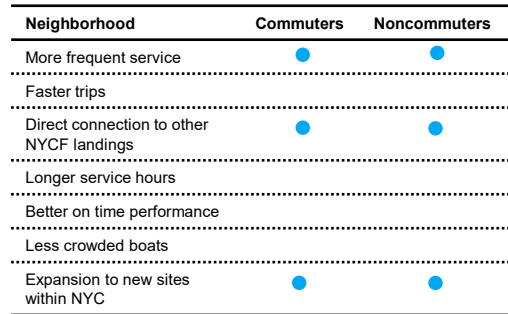 Neighborhood Commuters Noncommuters
More frequent service
Faster trips
Direct connection to other
NYCF landings
Longer service hours
Better on time performance
Less crowded boats
Expansion to new sites
within NYC